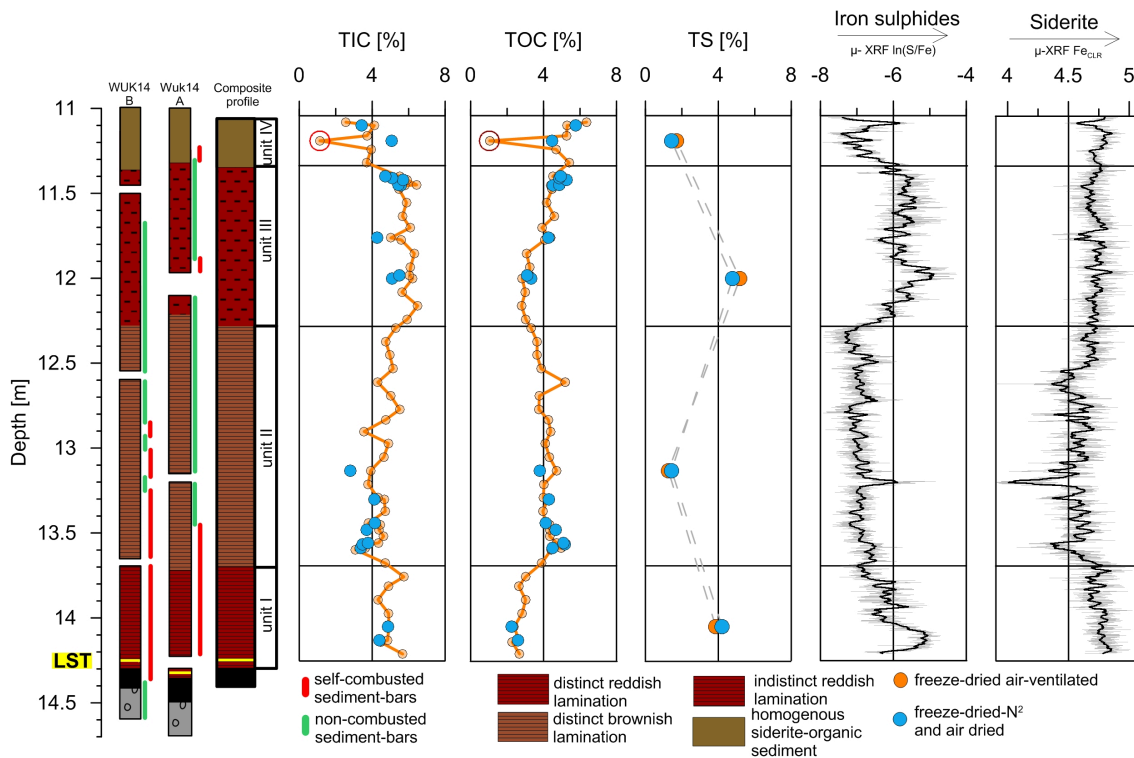 Iron sulphides
Siderite
TIC [%]
TOC [%]
TS [%]
μ- XRF ln(S/Fe)
μ-XRF FeCLR
0 4 8
0 4 8
0 4 8
-8 -6 -4
4 4.5 5
WUK14
B
Wuk14
A
Composite
profile
11
11.5
12
12.5
13
13.5
14
14.5
Depth [m]
LST
unit IV
unit III
unit II
unit I
self-combusted
sediment-bars
non-combusted
sediment-bars
distinct reddish
lamination
distinct brownish
lamination
indistinct reddish
lamination
homogenous
siderite-organic
sediment
freeze-dried air-ventilated
freeze-dried-N²
and air dried